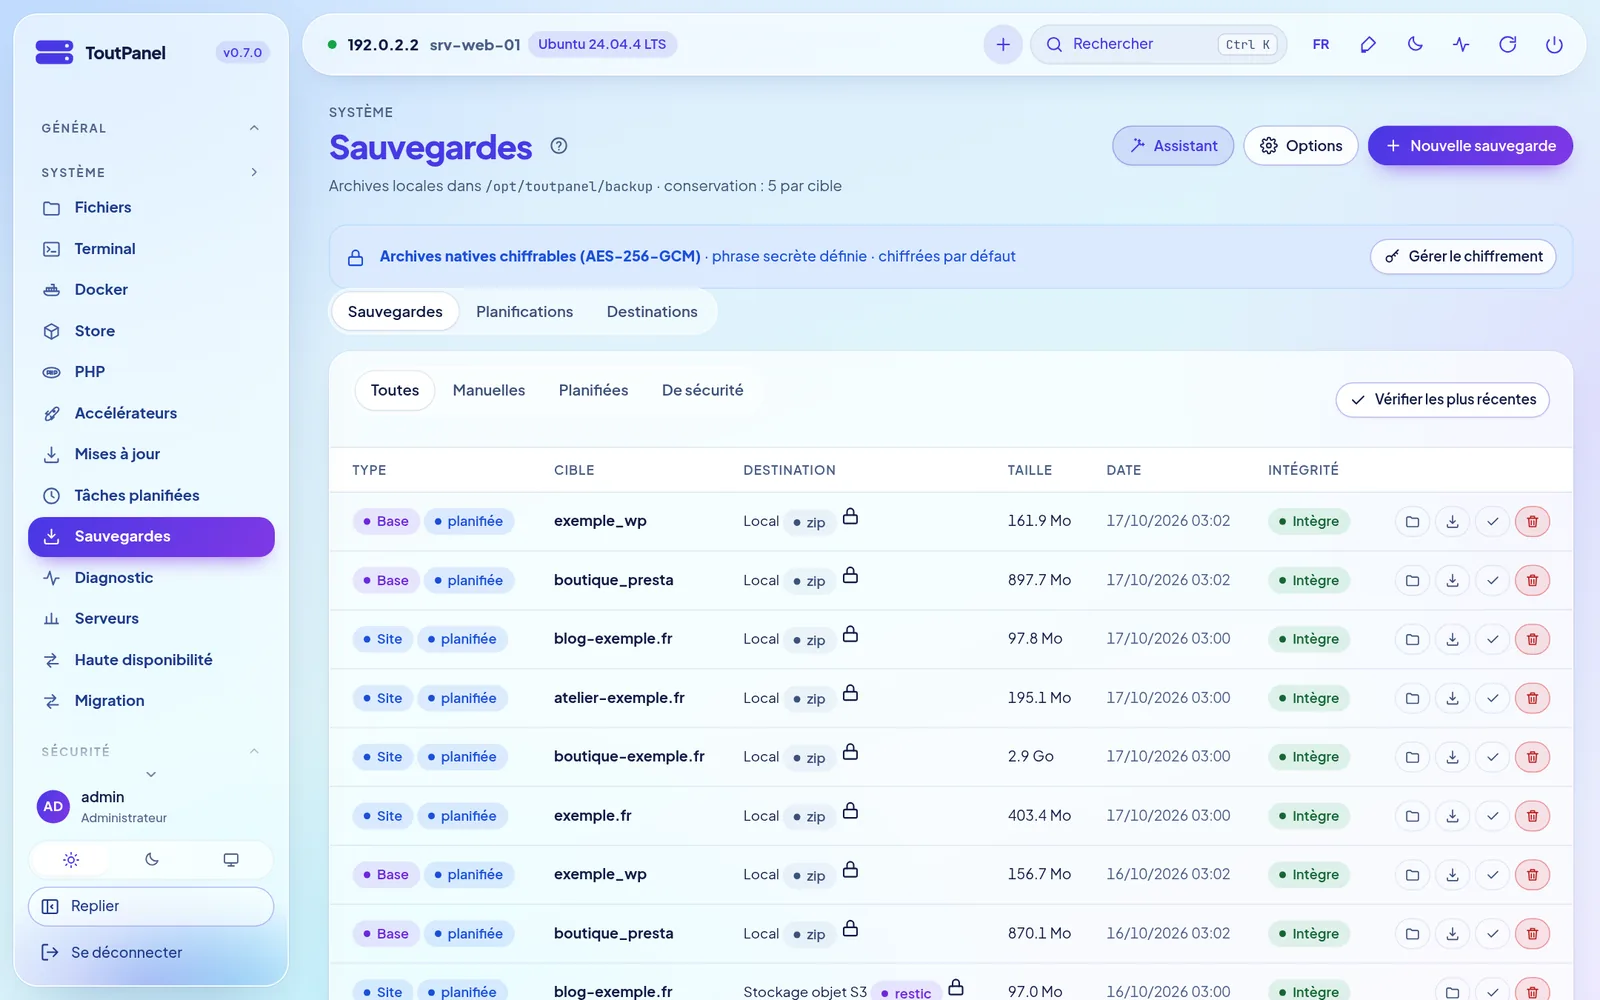 ToutPanel v0.7.0
GÉNÉRAL
SYSTÈME
Fichiers
Terminal
Docker
Store
PHP
Accélérateurs
Mises à jour
Tâches planifiées
Sauvegardes
Diagnostic
Serveurs
Haute disponibilité
Migration
SÉCURITÉ
AD admin
Administrateur
Replier
Se déconnecter
192.0.2.2 srv-web-01 Ubuntu 24.04.4 LTS Rechercher Ctrl K FR
SYSTÈME
Sauvegardes
Assistant Options Nouvelle sauvegarde
Archives locales dans /opt/toutpanel/backup · conservation : 5 par cible
Archives natives chiffrables (AES-256-GCM) · phrase secrète définie · chiffrées par défaut Gérer le chiffrement
Sauvegardes Planifications Destinations
Toutes Manuelles Planifiées De sécurité Vérifier les plus récentes
TYPE CIBLE DESTINATION TAILLE DATE INTÉGRITÉ
Base planifiée exemple_wp Local zip 161.9 Mo 17/10/2026 03:02 Intègre
Base planifiée boutique_presta Local zip 897.7 Mo 17/10/2026 03:02 Intègre
Site planifiée blog-exemple.fr Local zip 97.8 Mo 17/10/2026 03:00 Intègre
Site planifiée atelier-exemple.fr Local zip 195.1 Mo 17/10/2026 03:00 Intègre
Site planifiée boutique-exemple.fr Local zip 2.9 Go 17/10/2026 03:00 Intègre
Site planifiée exemple.fr Local zip 403.4 Mo 17/10/2026 03:00 Intègre
Base planifiée exemple_wp Local zip 156.7 Mo 16/10/2026 03:02 Intègre
Base planifiée boutique_presta Local zip 870.1 Mo 16/10/2026 03:02 Intègre
Site planifiée blog-exemple.fr Stockage objet S3 restic 97.0 Mo 16/10/2026 03:00 Intègre